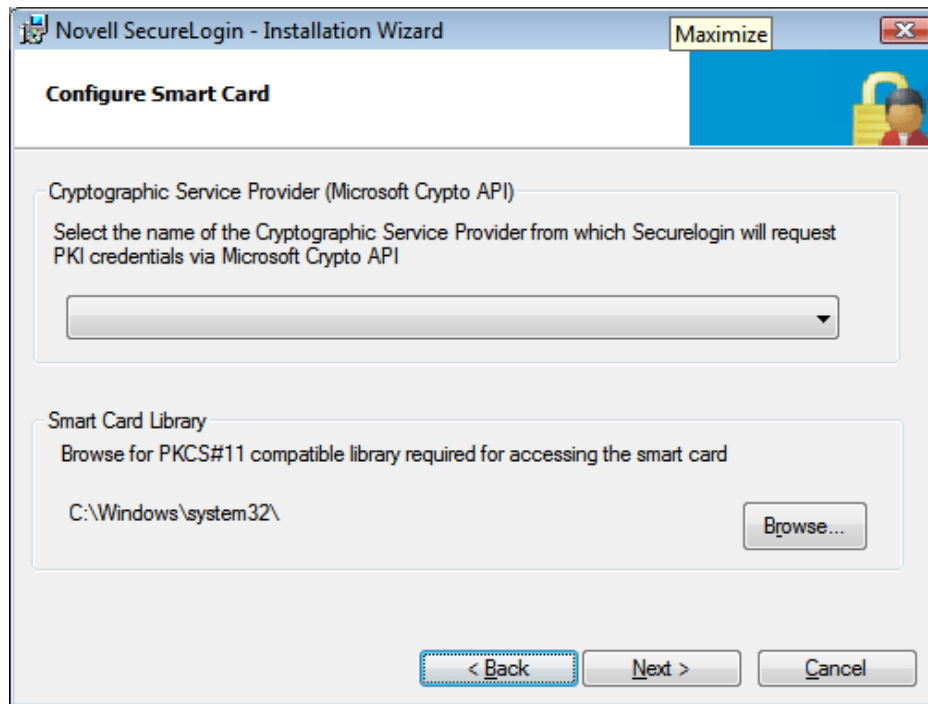 Novell SecureLogin - Installation Wizard
Maximize
Configure Smart Card
Cryptographic Service Provider (Microsoft Crypto API)
Select the name of the Cryptographic Service Provider from which Securelogin will request
PKI credentials via Microsoft Crypto API
Smart Card Library
Browse for PKCS#11 compatible library required for accessing the smart card
C:\Windows\system32\
Browse...
< Back
Next >
Cancel